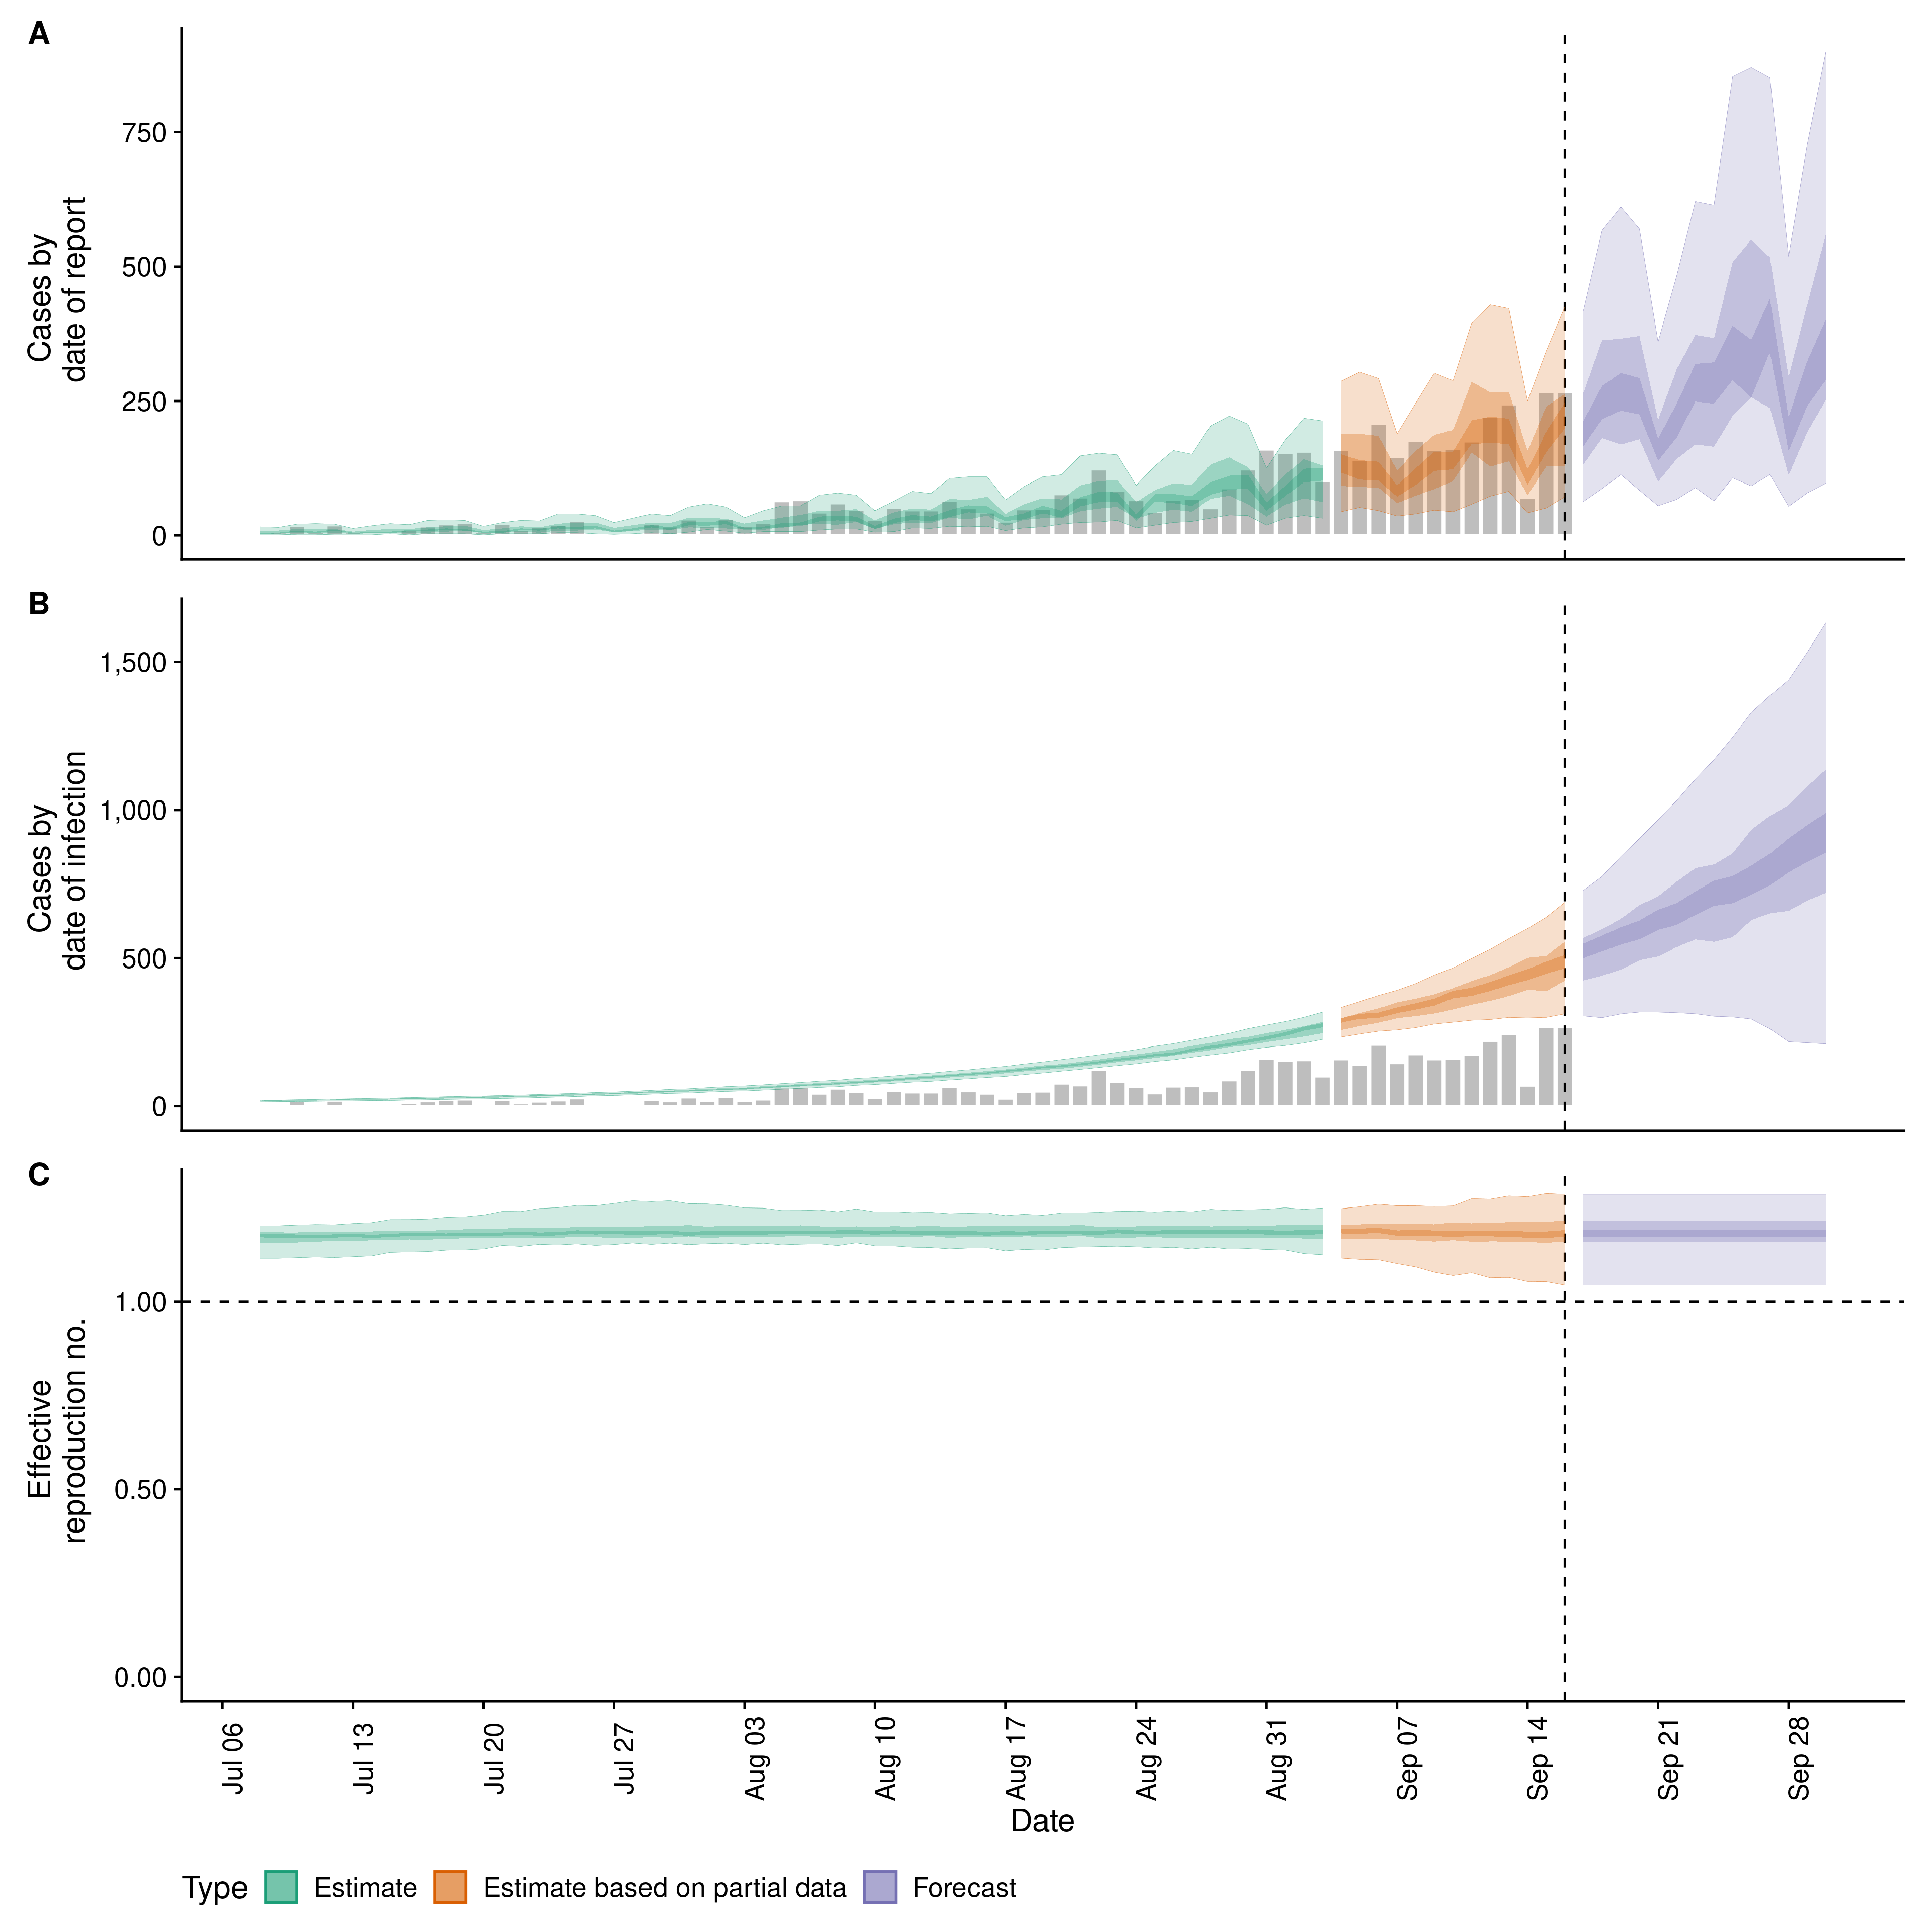 A
Cases by
date of report
750
500
250
0
B
Cases by
date of infection
1,500
1,000
500
0
C
Effective
reproduction no.
1.00
0.50
0.00
Jul 06
Jul 13
Jul 20
Jul 27
Aug 03
Aug 10
Aug 17
Aug 24
Aug 31
Sep 07
Sep 14
Sep 21
Sep 28
Date
Type Estimate Estimate based on partial data Forecast